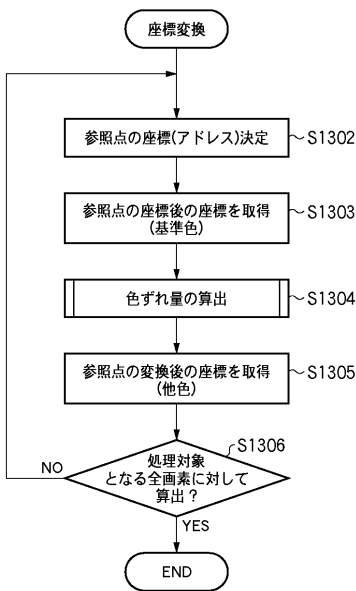 座標変換
参照点の座標(アドレス)決定
S1302
参照点の座標後の座標を取得
(基準色)
S1303
色ずれ量の算出
S1304
参照点の変換後の座標を取得
(他色)
S1305
S1306
処理対象
となる全画素に対して
算出?
NO
YES
END